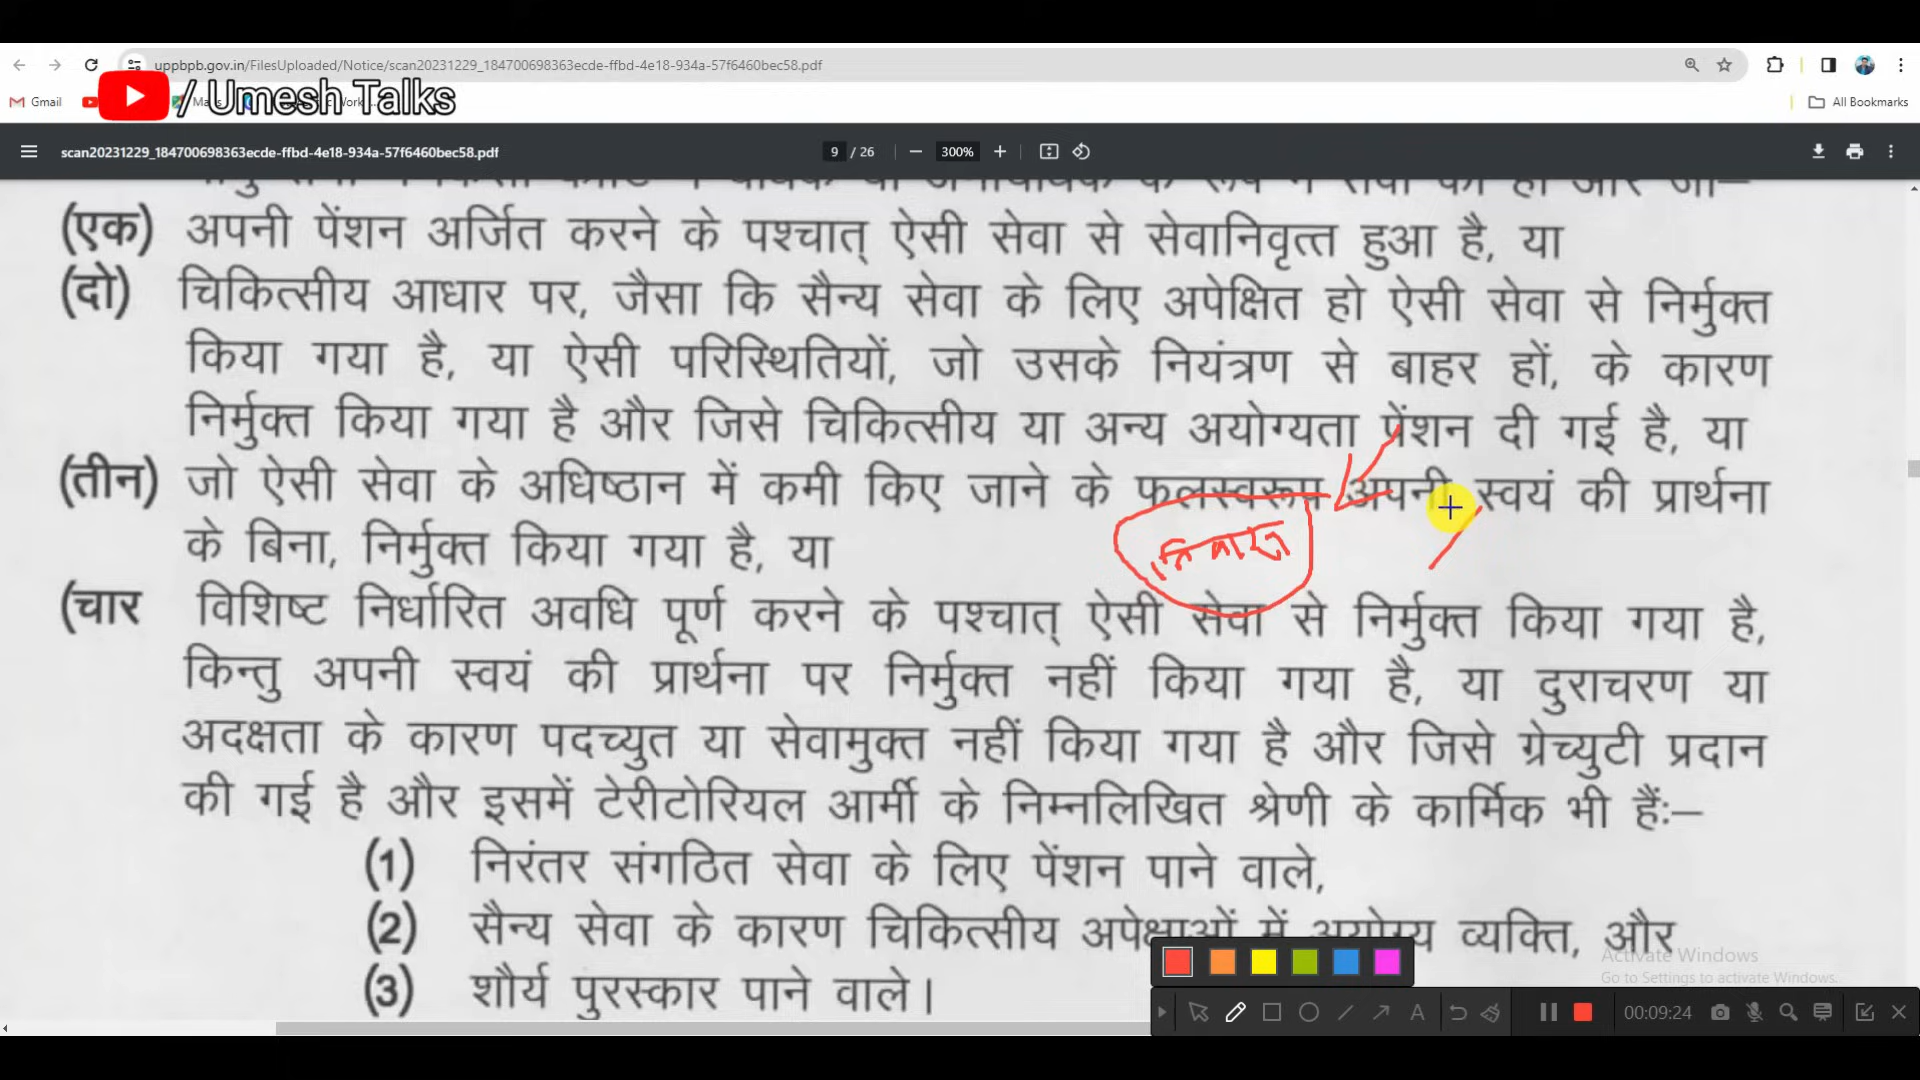 uppbpb.gov.in/FilesUploaded/Notice/scan20231229_184700698363ecde-ffbd-4e18-934a-57f6460bec58.pdf
Gmail
/ Umesh Talks
All Bookmarks
scan20231229_184700698363ecde-ffbd-4e18-934a-57f6460bec58.pdf
9 / 26
300%
(एक) अपनी पेंशन अर्जित करने के पश्चात् ऐसी सेवा से सेवानिवृत्त हुआ है, या
(दो) चिकित्सीय आधार पर, जैसा कि सैन्य सेवा के लिए अपेक्षित हो ऐसी सेवा से निर्मुक्त
किया गया है, या ऐसी परिस्थितियों, जो उसके नियंत्रण से बाहर हों, के कारण
निर्मुक्त किया गया है और जिसे चिकित्सीय या अन्य अयोग्यता पेंशन दी गई है, या
(तीन) जो ऐसी सेवा के अधिष्ठान में कमी किए जाने के फलस्वरूप अपनी स्वयं की प्रार्थना
के बिना, निर्मुक्त किया गया है, या
(चार विशिष्ट निर्धारित अवधि पूर्ण करने के पश्चात् ऐसी सेवा से निर्मुक्त किया गया है,
किन्तु अपनी स्वयं की प्रार्थना पर निर्मुक्त नहीं किया गया है, या दुराचरण या
अदक्षता के कारण पदच्युत या सेवामुक्त नहीं किया गया है और जिसे ग्रेच्युटी प्रदान
की गई है और इसमें टेरीटोरियल आर्मी के निम्नलिखित श्रेणी के कार्मिक भी हैं:–
(1) निरंतर संगठित सेवा के लिए पेंशन पाने वाले,
(2) सैन्य सेवा के कारण चिकित्सीय अपेक्षाओं में अयोग्य व्यक्ति, और
(3) शौर्य पुरस्कार पाने वाले।
Activate Windows
Go to Settings to activate Windows.
00:09:24